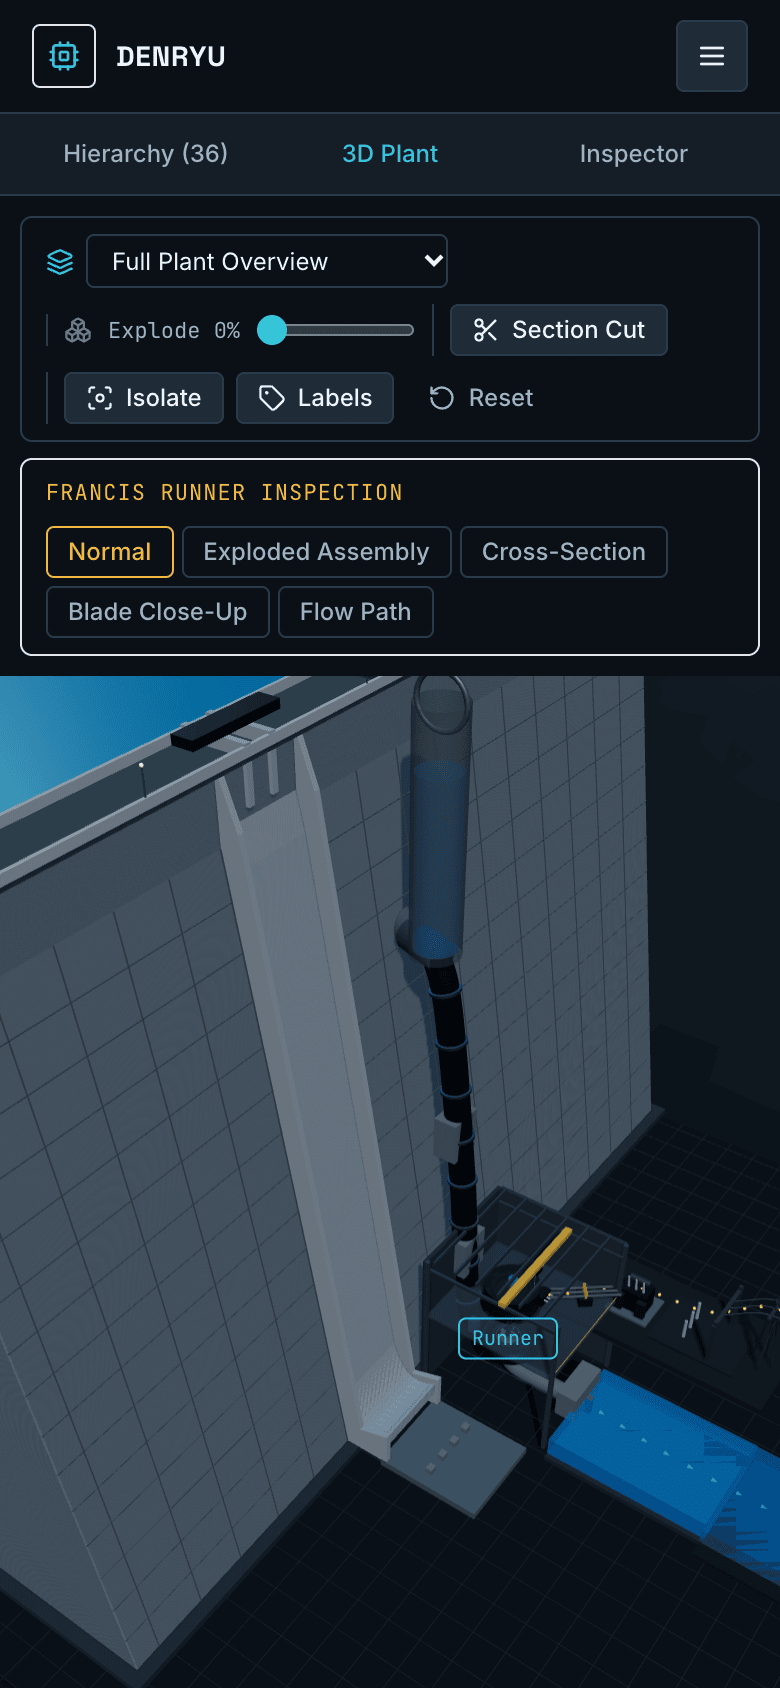 DENRYU
Hierarchy (36) 3D Plant Inspector
Full Plant Overview
Explode 0% Section Cut
Isolate Labels Reset
FRANCIS RUNNER INSPECTION
Normal Exploded Assembly Cross-Section
Blade Close-Up Flow Path
Runner